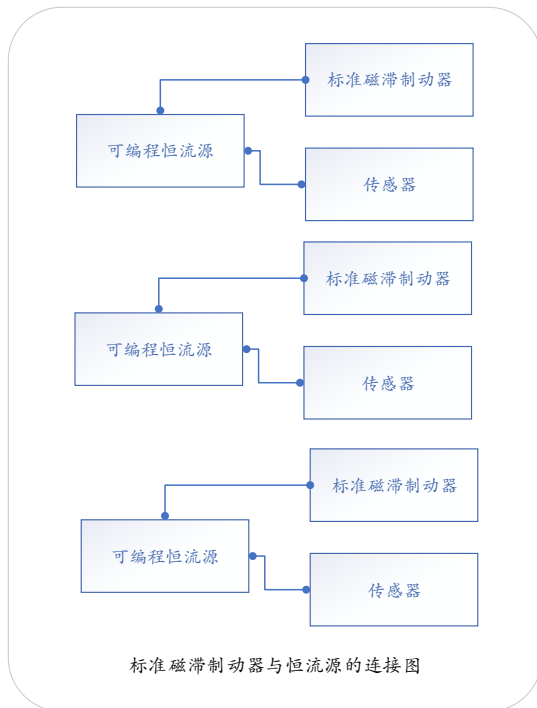 标准磁滞制动器
可编程恒流源
传感器
标准磁滞制动器
可编程恒流源
传感器
标准磁滞制动器
可编程恒流源
传感器
标准磁滞制动器与恒流源的连接图